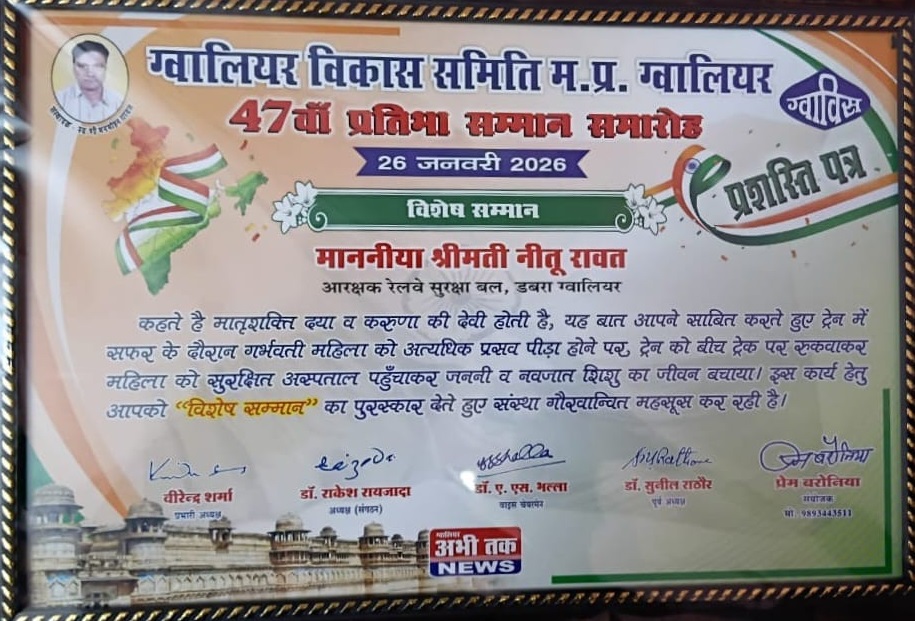 ग्वालियर विकास समिति म.प्र. ग्वालियर
ग्वाविस
47वाँ प्रतिभा सम्मान समारोह
26 जनवरी 2026
प्रशस्ति पत्र
विशेष सम्मान
माननीया श्रीमती नीतू रावत
आरक्षक रेलवे सुरक्षा बल, डबरा ग्वालियर
कहते है मातृशक्ति दया व करुणा की देवी होती है, यह बात आपने साबित करते हुए ट्रेन में
सफर के दौरान गर्भवती महिला को अत्यधिक प्रसव पीड़ा होने पर, ट्रेन को बीच ट्रेक पर रुकवाकर
महिला को सुरक्षित अस्पताल पहुँचाकर जननी व नवजात शिशु का जीवन बचाया। इस कार्य हेतु
आपको “विशेष सम्मान” का पुरस्कार देते हुए संस्था गौरवान्वित महसूस कर रही है।
प्रेम बरोनिया
वीरेन्द्र शर्मा
प्रभारी अध्यक्ष
डॉ. राकेश रायजादा
अध्यक्ष (संगठन)
डॉ. ए. एस. भल्ला
वाइस चेयरमेन
डॉ. सुनील राठौर
पूर्व अध्यक्ष
प्रेम बरोनिया
संयोजक
मो. 9893443511
ग्वालियर
अभी तक
NEWS